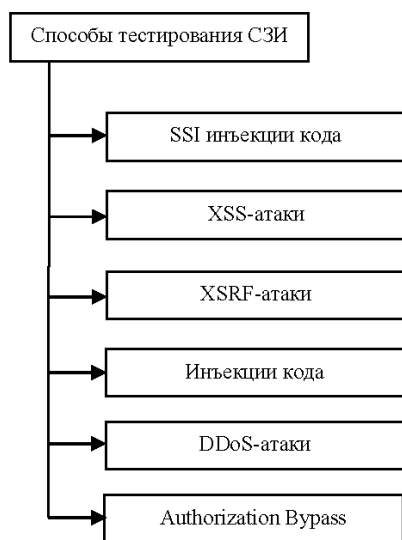 Способы тестирования СЗИ
SSI инъекции кода
XSS-атаки
XSRF-атаки
Инъекции кода
DDoS-атаки
Authorization Bypass